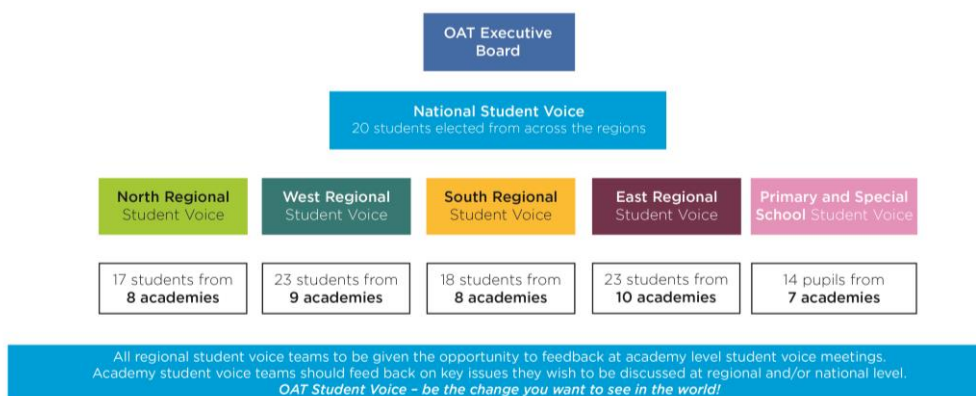 OAT Executive
Board
National Student Voice
20 students elected from across the regions
North Regional
Student Voice
West Regional
Student Voice
South Regional
Student Voice
East Regional
Student Voice
Primary and Special
School Student Voice
17 students from
8 academies
23 students from
9 academies
18 students from
8 academies
23 students from
10 academies
14 pupils from
7 academies
All regional student voice teams to be given the opportunity to feedback at academy level student voice meetings.
Academy student voice teams should feed back on key issues they wish to be discussed at regional and/or national level.
OAT Student Voice – be the change you want to see in the world!